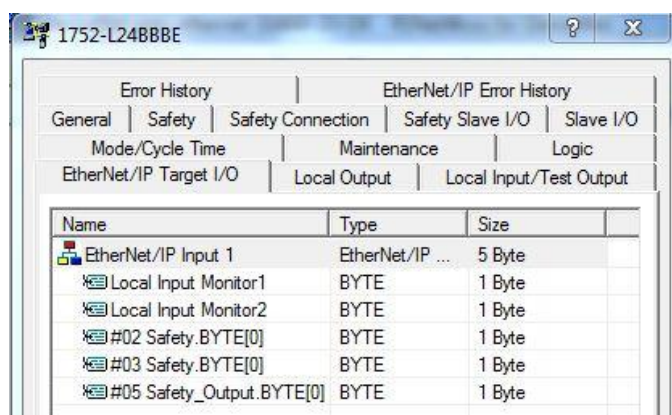 1752-L24BBBE
Error History EtherNet/IP Error History
General Safety Safety Connection Safety Slave I/O Slave I/O
Mode/Cycle Time Maintenance Logic
EtherNet/IP Target I/O Local Output Local Input/Test Output
Name Type Size
EtherNet/IP Input 1 EtherNet/IP ... 5 Byte
Local Input Monitor1 BYTE 1 Byte
Local Input Monitor2 BYTE 1 Byte
#02 Safety.BYTE[0] BYTE 1 Byte
#03 Safety.BYTE[0] BYTE 1 Byte
#05 Safety_Output.BYTE[0] BYTE 1 Byte